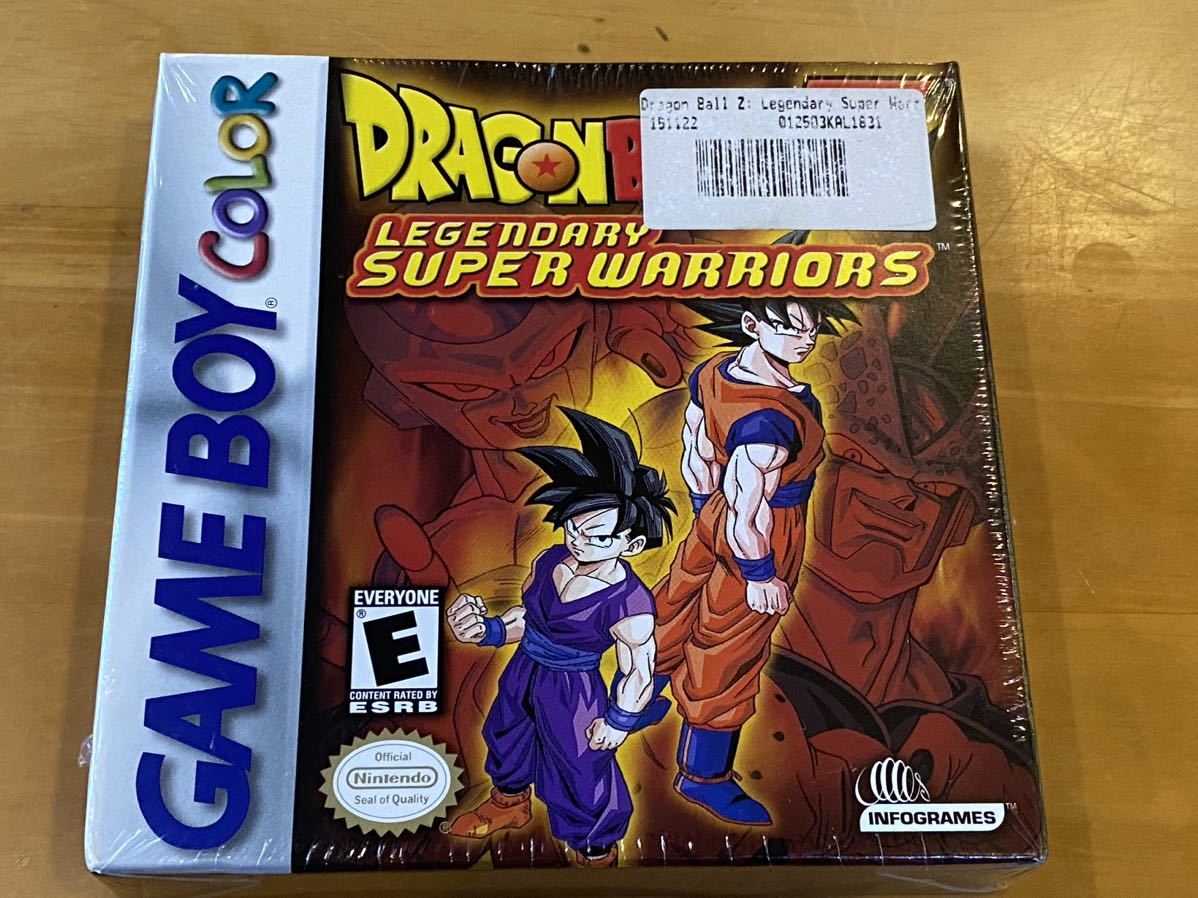 GAME BOY COLOR
®
DRAGON B
Dragon Ball Z: Legendary Super Warr
151122 012503KAL1831
LEGENDARY
SUPER WARRIORS
TM
EVERYONE
®
E
CONTENT RATED BY
ESRB
Official
Nintendo
Seal of Quality
INFOGRAMES
TM